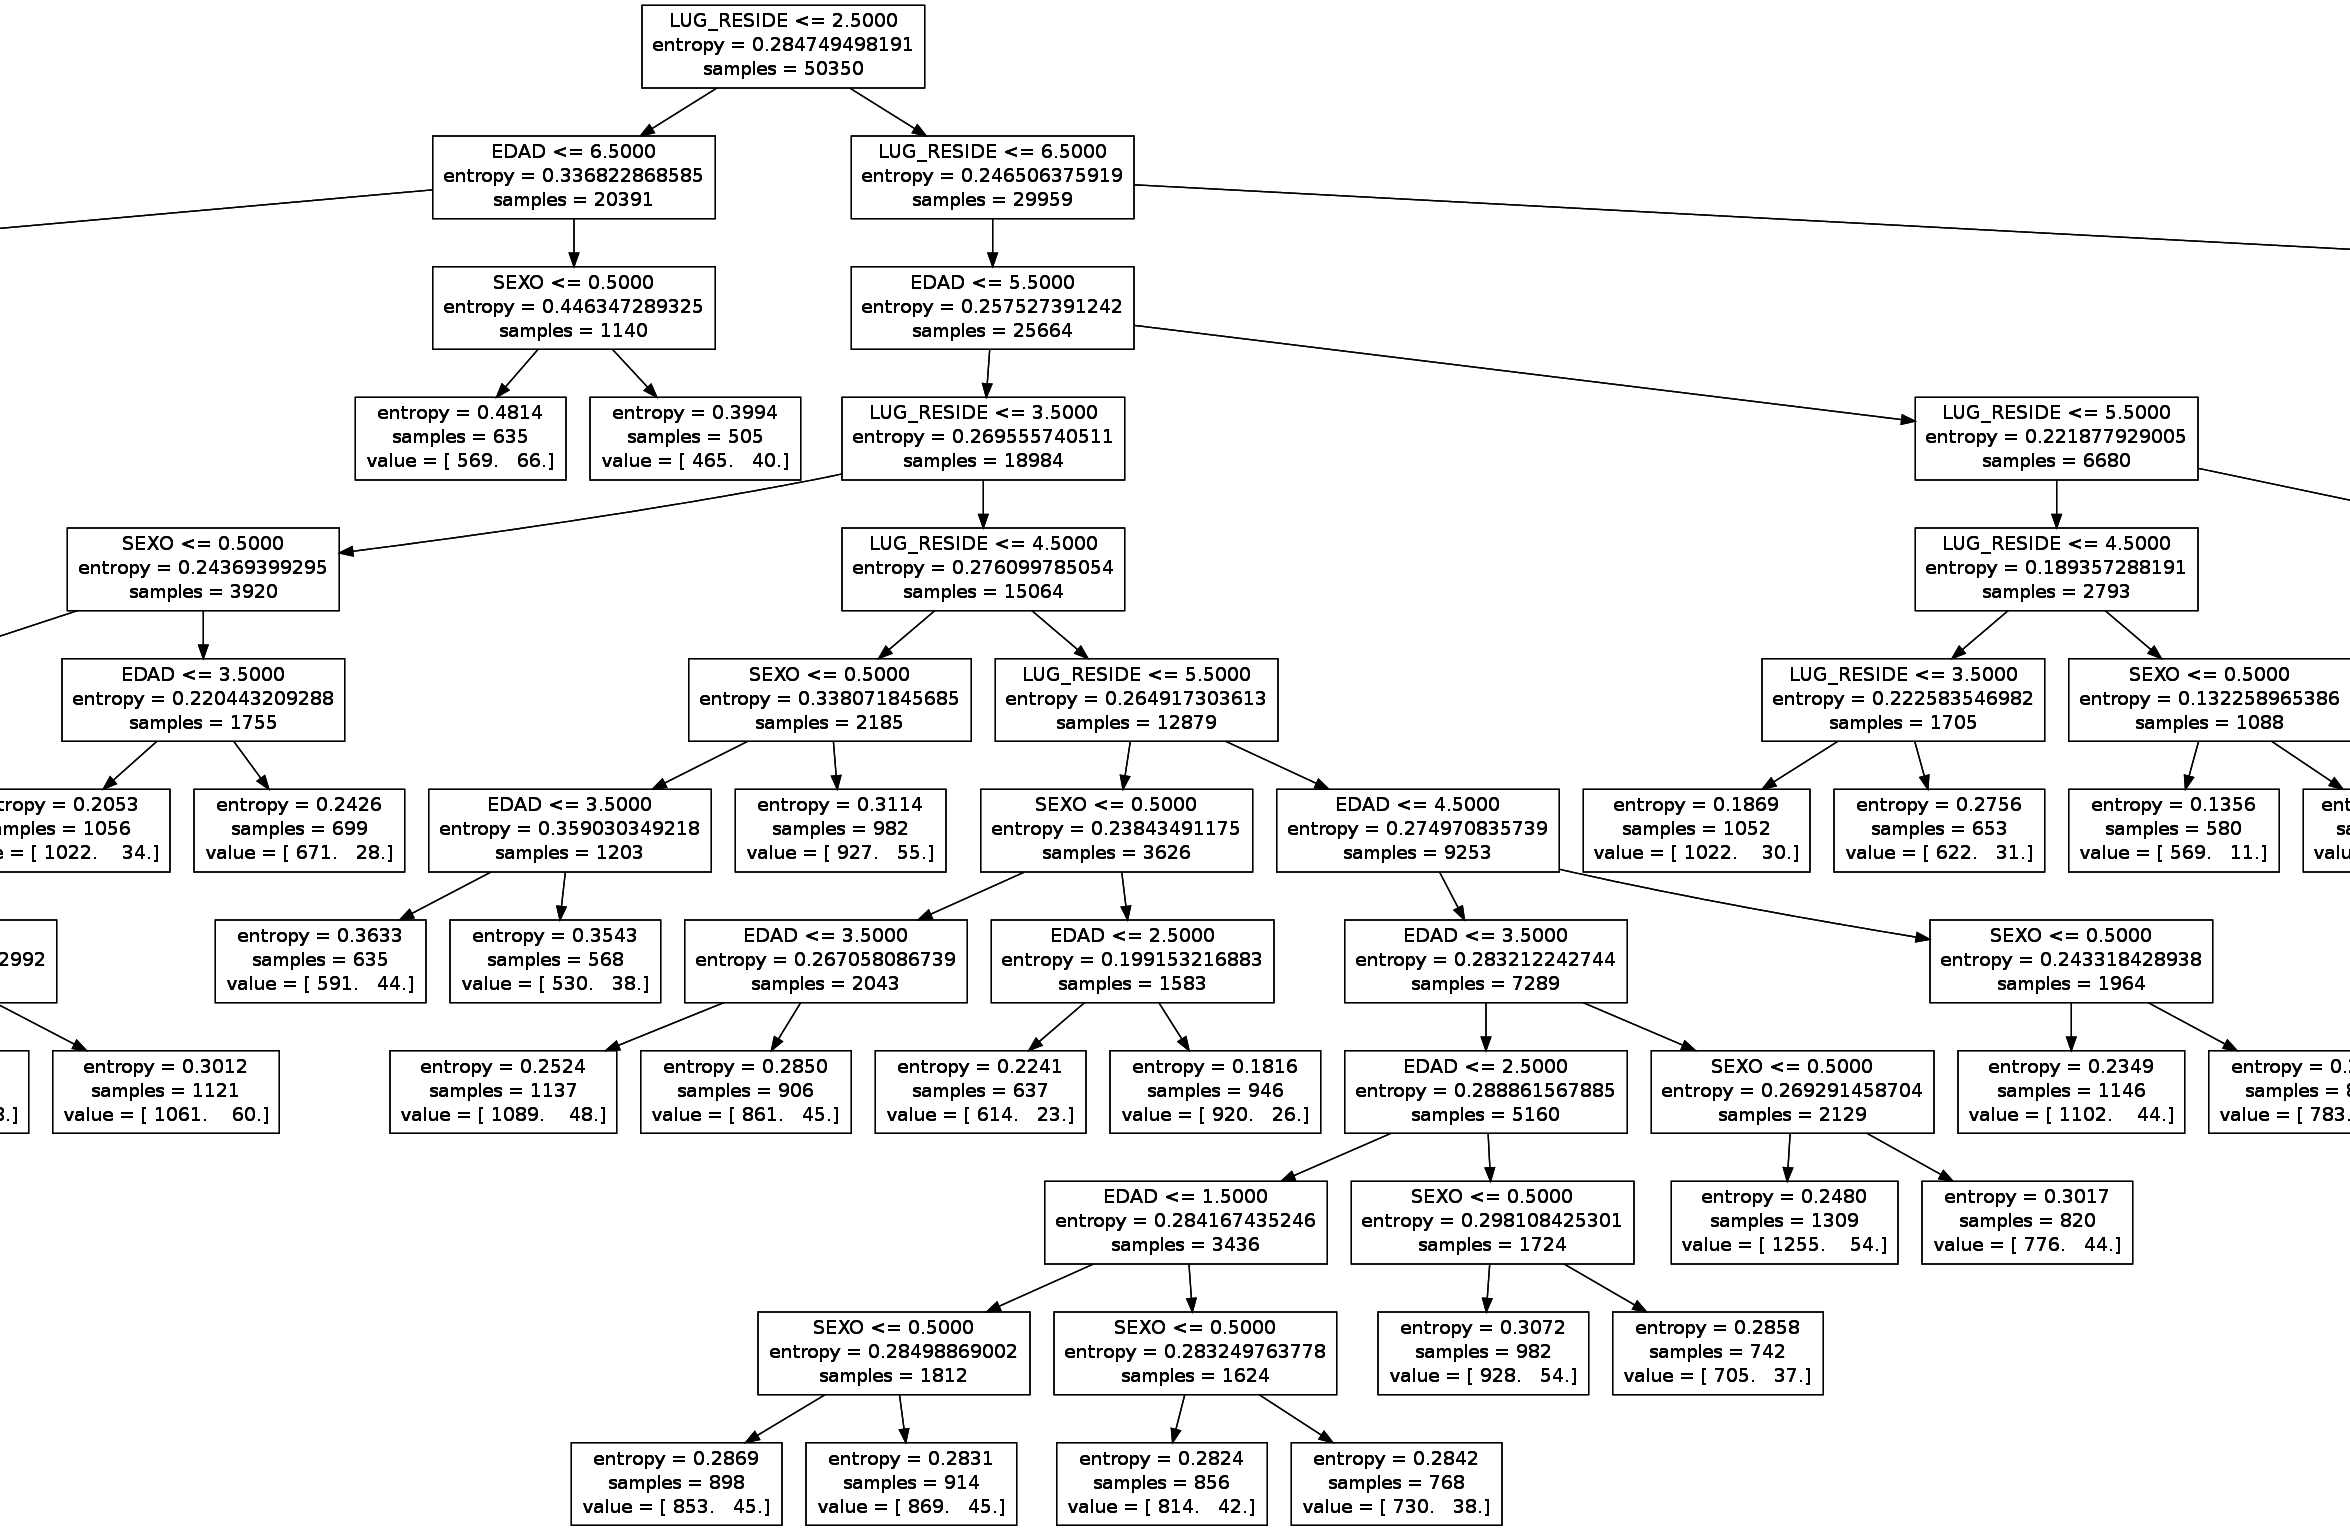 LUG_RESIDE <= 2.5000
entropy = 0.284749498191
samples = 50350
EDAD <= 6.5000
entropy = 0.336822868585
samples = 20391
LUG_RESIDE <= 6.5000
entropy = 0.246506375919
samples = 29959
SEXO <= 0.5000
entropy = 0.446347289325
samples = 1140
EDAD <= 5.5000
entropy = 0.257527391242
samples = 25664
entropy = 0.4814
samples = 635
value = [ 569.   66.]
entropy = 0.3994
samples = 505
value = [ 465.   40.]
LUG_RESIDE <= 3.5000
entropy = 0.269555740511
samples = 18984
LUG_RESIDE <= 5.5000
entropy = 0.221877929005
samples = 6680
SEXO <= 0.5000
entropy = 0.24369399295
samples = 3920
LUG_RESIDE <= 4.5000
entropy = 0.276099785054
samples = 15064
LUG_RESIDE <= 4.5000
entropy = 0.189357288191
samples = 2793
EDAD <= 3.5000
entropy = 0.220443209288
samples = 1755
SEXO <= 0.5000
entropy = 0.338071845685
samples = 2185
LUG_RESIDE <= 5.5000
entropy = 0.264917303613
samples = 12879
LUG_RESIDE <= 3.5000
entropy = 0.222583546982
samples = 1705
SEXO <= 0.5000
entropy = 0.132258965386
samples = 1088
tropy = 0.2053
mples = 1056
e = [ 1022.    34.]
entropy = 0.2426
samples = 699
value = [ 671.   28.]
EDAD <= 3.5000
entropy = 0.359030349218
samples = 1203
entropy = 0.3114
samples = 982
value = [ 927.   55.]
SEXO <= 0.5000
entropy = 0.23843491175
samples = 3626
EDAD <= 4.5000
entropy = 0.274970835739
samples = 9253
entropy = 0.1869
samples = 1052
value = [ 1022.    30.]
entropy = 0.2756
samples = 653
value = [ 622.   31.]
entropy = 0.1356
samples = 580
value = [ 569.   11.]
ent
sa
valu
2992
entropy = 0.3633
samples = 635
value = [ 591.   44.]
entropy = 0.3543
samples = 568
value = [ 530.   38.]
EDAD <= 3.5000
entropy = 0.267058086739
samples = 2043
EDAD <= 2.5000
entropy = 0.199153216883
samples = 1583
EDAD <= 3.5000
entropy = 0.283212242744
samples = 7289
SEXO <= 0.5000
entropy = 0.243318428938
samples = 1964
.]
entropy = 0.3012
samples = 1121
value = [ 1061.    60.]
entropy = 0.2524
samples = 1137
value = [ 1089.    48.]
entropy = 0.2850
samples = 906
value = [ 861.   45.]
entropy = 0.2241
samples = 637
value = [ 614.   23.]
entropy = 0.1816
samples = 946
value = [ 920.   26.]
EDAD <= 2.5000
entropy = 0.288861567885
samples = 5160
SEXO <= 0.5000
entropy = 0.269291458704
samples = 2129
entropy = 0.2349
samples = 1146
value = [ 1102.    44.]
entropy = 0.
samples =
value = [ 783.
EDAD <= 1.5000
entropy = 0.284167435246
samples = 3436
SEXO <= 0.5000
entropy = 0.298108425301
samples = 1724
entropy = 0.2480
samples = 1309
value = [ 1255.    54.]
entropy = 0.3017
samples = 820
value = [ 776.   44.]
SEXO <= 0.5000
entropy = 0.28498869002
samples = 1812
SEXO <= 0.5000
entropy = 0.283249763778
samples = 1624
entropy = 0.3072
samples = 982
value = [ 928.   54.]
entropy = 0.2858
samples = 742
value = [ 705.   37.]
entropy = 0.2869
samples = 898
value = [ 853.   45.]
entropy = 0.2831
samples = 914
value = [ 869.   45.]
entropy = 0.2824
samples = 856
value = [ 814.   42.]
entropy = 0.2842
samples = 768
value = [ 730.   38.]